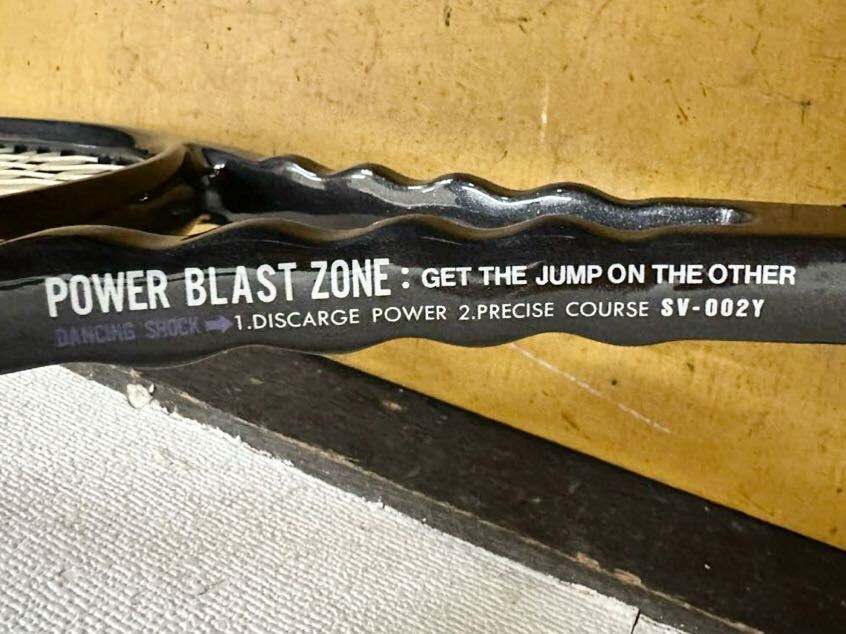 POWER BLAST ZONE : GET THE JUMP ON THE OTHER
DANCING SHOCK ➡ 1.DISCARGE POWER 2.PRECISE COURSE SV-002Y